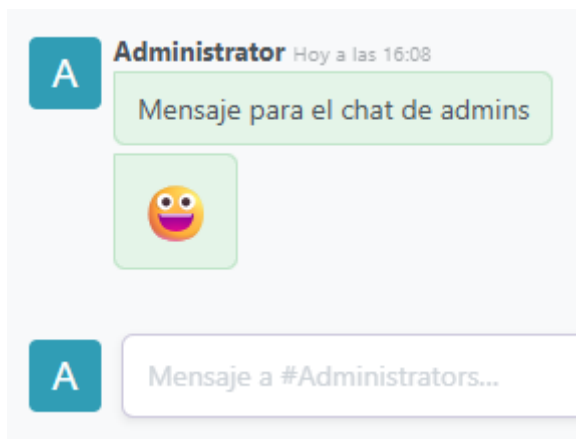 A
Administrator Hoy a las 16:08
Mensaje para el chat de admins
A
Mensaje a #Administrators...